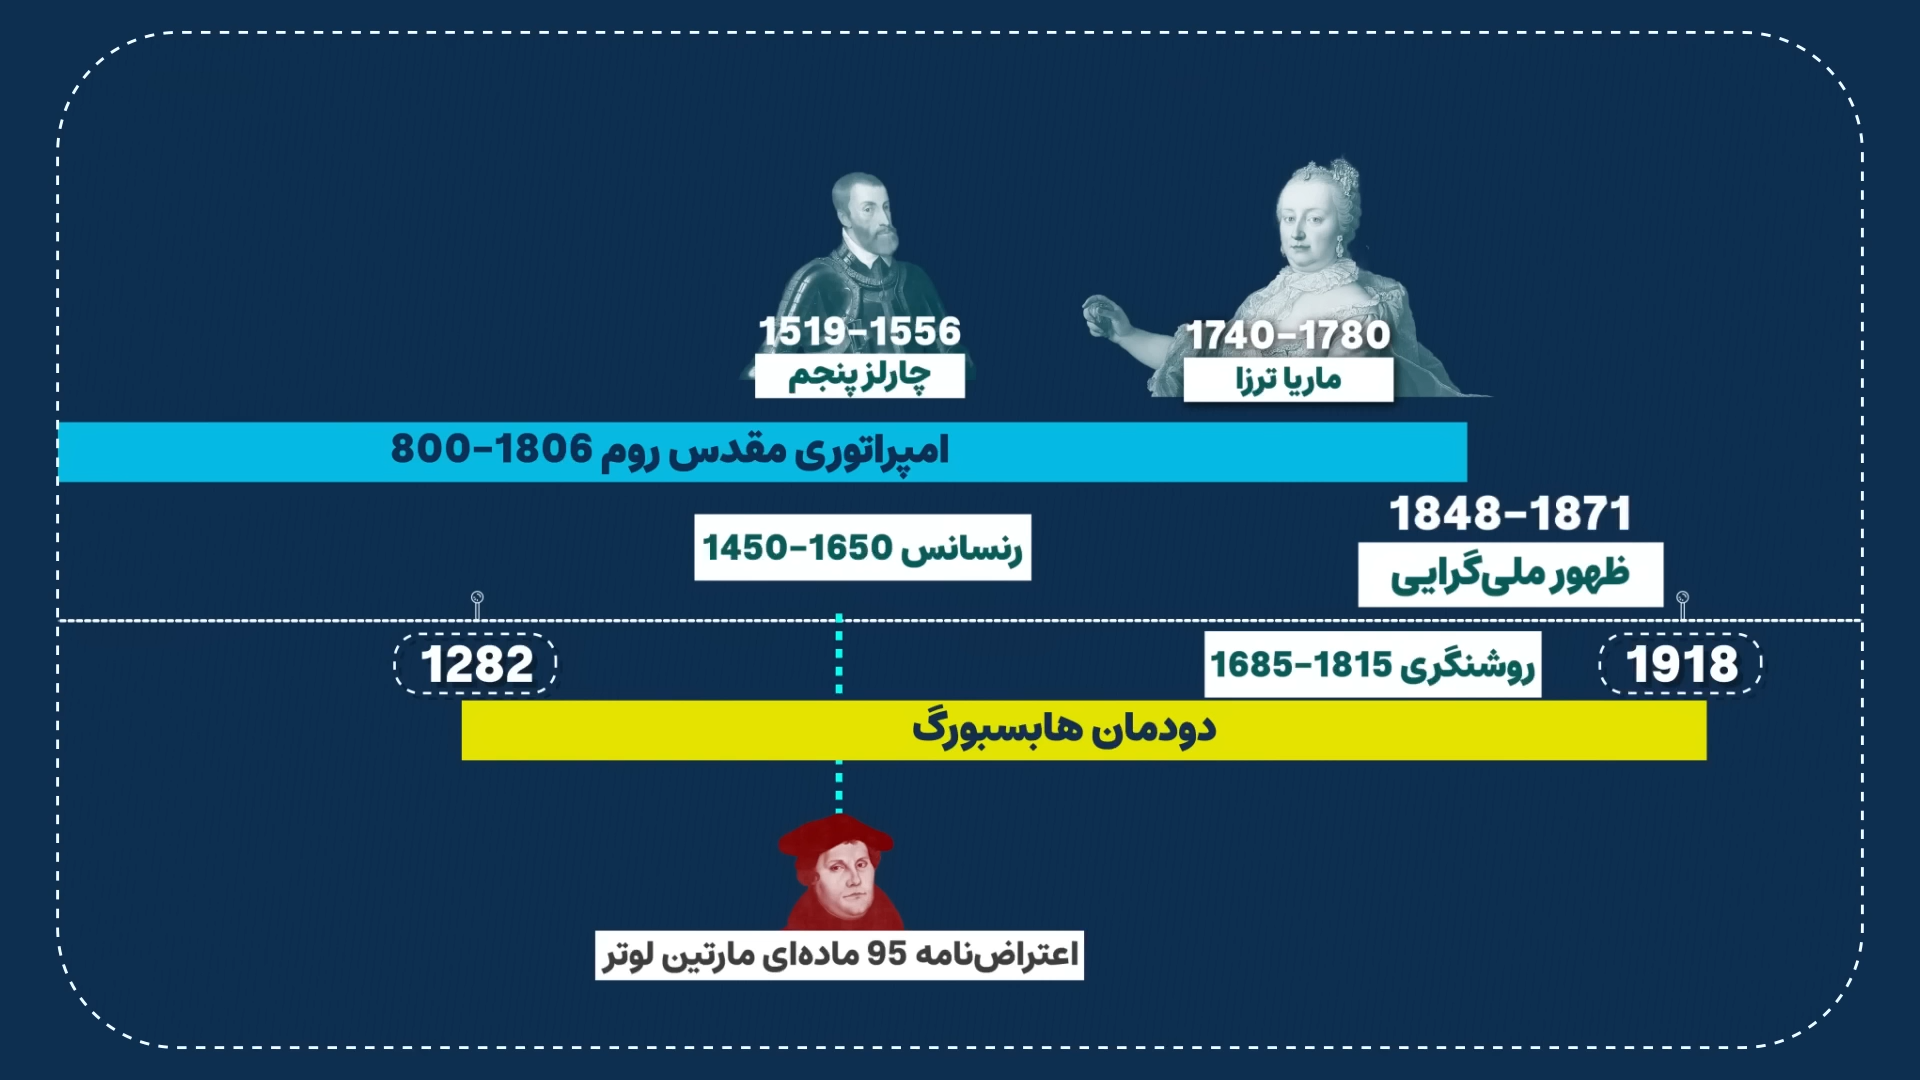 1519-1556
چارلز پنجم
1740-1780
ماریا ترزا
امپراتوری مقدس روم 1806-800
1848-1871
ظهور ملی‌گرایی
رنسانس 1650-1450
1282
1918
روشنگری 1815-1685
دودمان هابسبورگ
اعتراض‌نامه 95 ماده‌ای مارتین لوتر